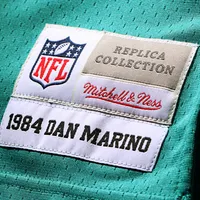 NFL
REPLICA
COLLECTION
Mitchell & Ness
1984 DAN MARINO